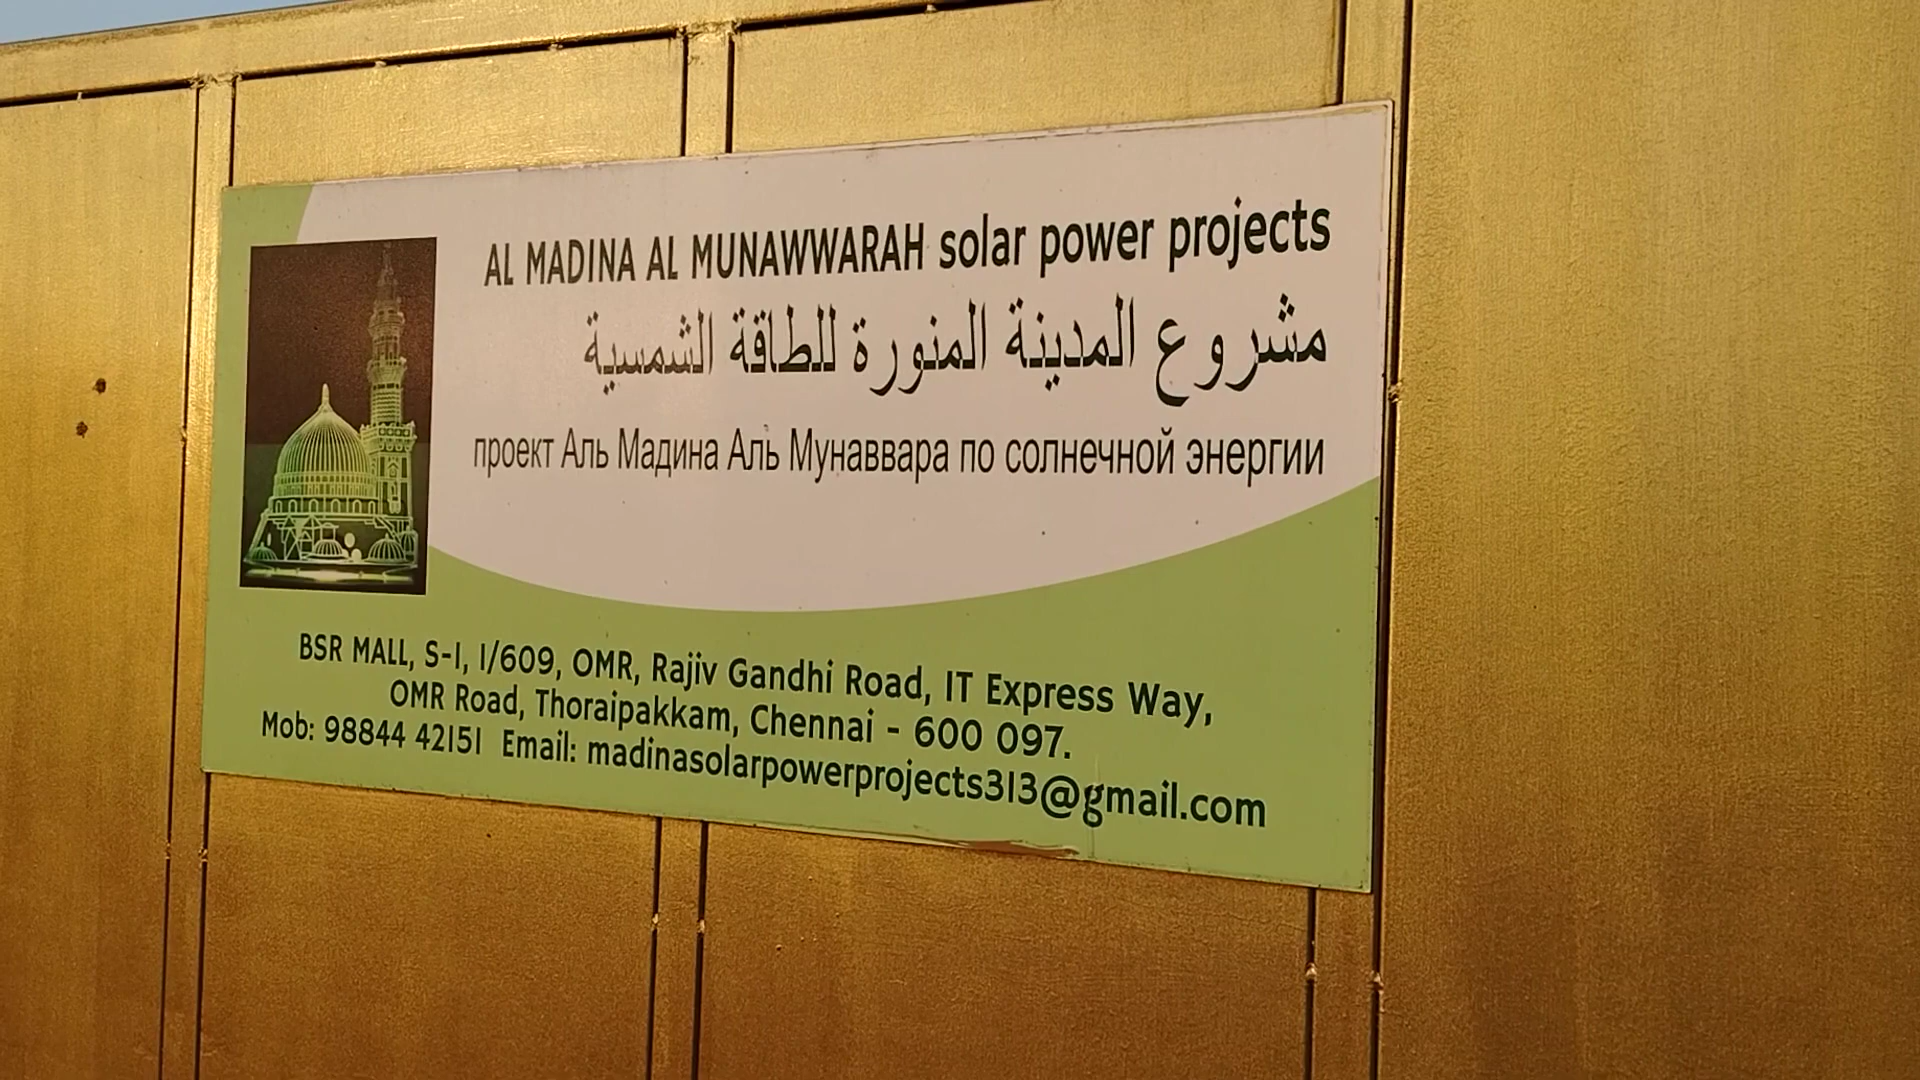 AL MADINA AL MUNAWWARAH solar power projects
مشروع المدينة المنورة للطاقة الشمسية
проект Аль Мадина Аль Мунаввара по солнечной энергии
BSR MALL, S-1, 1/609, OMR, Rajiv Gandhi Road, IT Express Way,
OMR Road, Thoraipakkam, Chennai - 600 097.
Mob: 98844 42151 Email: madinasolarpowerprojects313@gmail.com